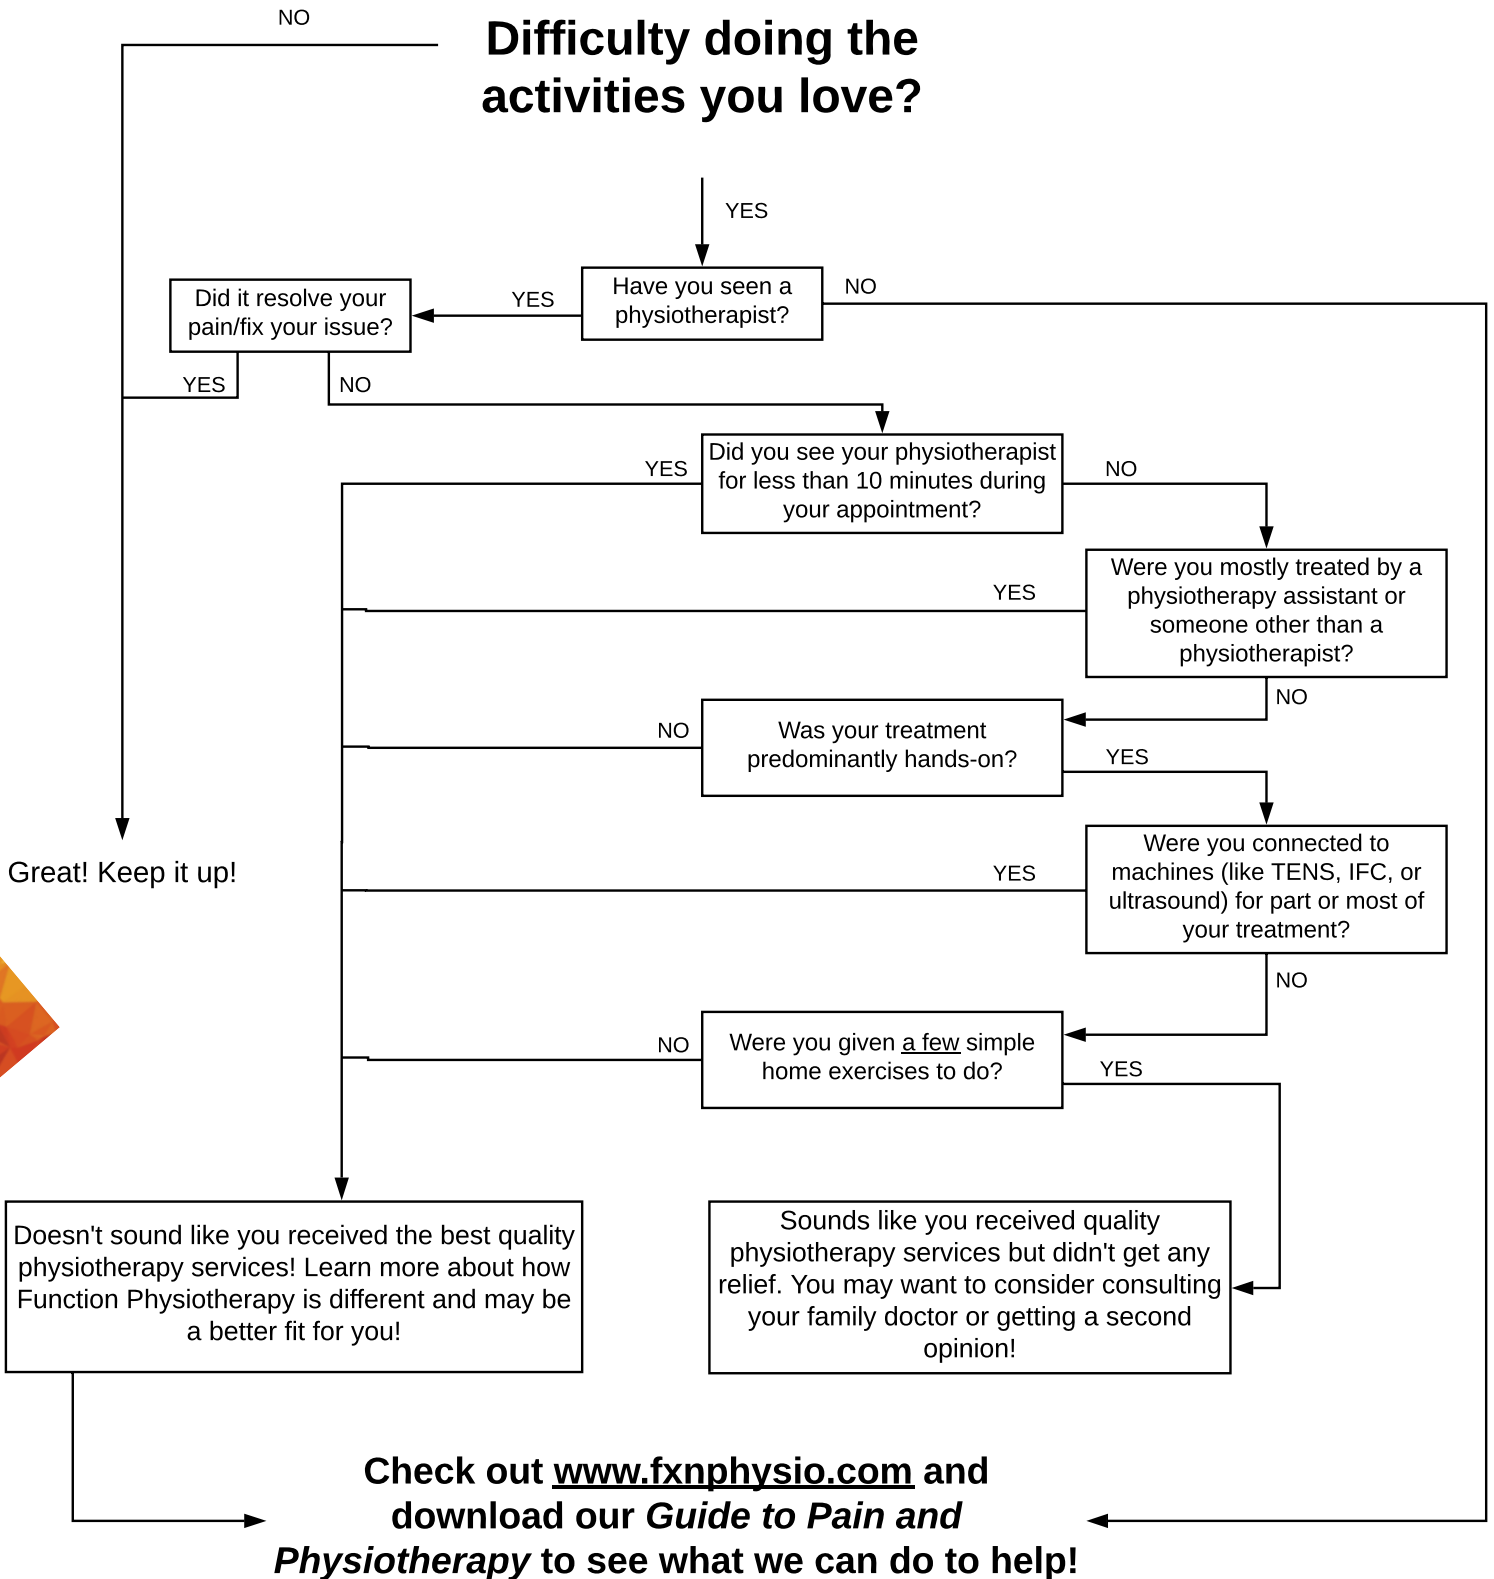 NO
Difficulty doing the
activities you love?
YES
Have you seen a
physiotherapist?
NO
YES
Did it resolve your
pain/fix your issue?
YES
NO
Did you see your physiotherapist
for less than 10 minutes during
your appointment?
YES
NO
Were you mostly treated by a
physiotherapy assistant or
someone other than a
physiotherapist?
YES
NO
Was your treatment
predominantly hands-on?
NO
YES
Were you connected to
machines (like TENS, IFC, or
ultrasound) for part or most of
your treatment?
YES
NO
Great! Keep it up!
Were you given a few simple
home exercises to do?
NO
YES
Doesn't sound like you received the best quality
physiotherapy services! Learn more about how
Function Physiotherapy is different and may be
a better fit for you!
Sounds like you received quality
physiotherapy services but didn't get any
relief. You may want to consider consulting
your family doctor or getting a second
opinion!
Check out www.fxnphysio.com and
download our Guide to Pain and
Physiotherapy to see what we can do to help!